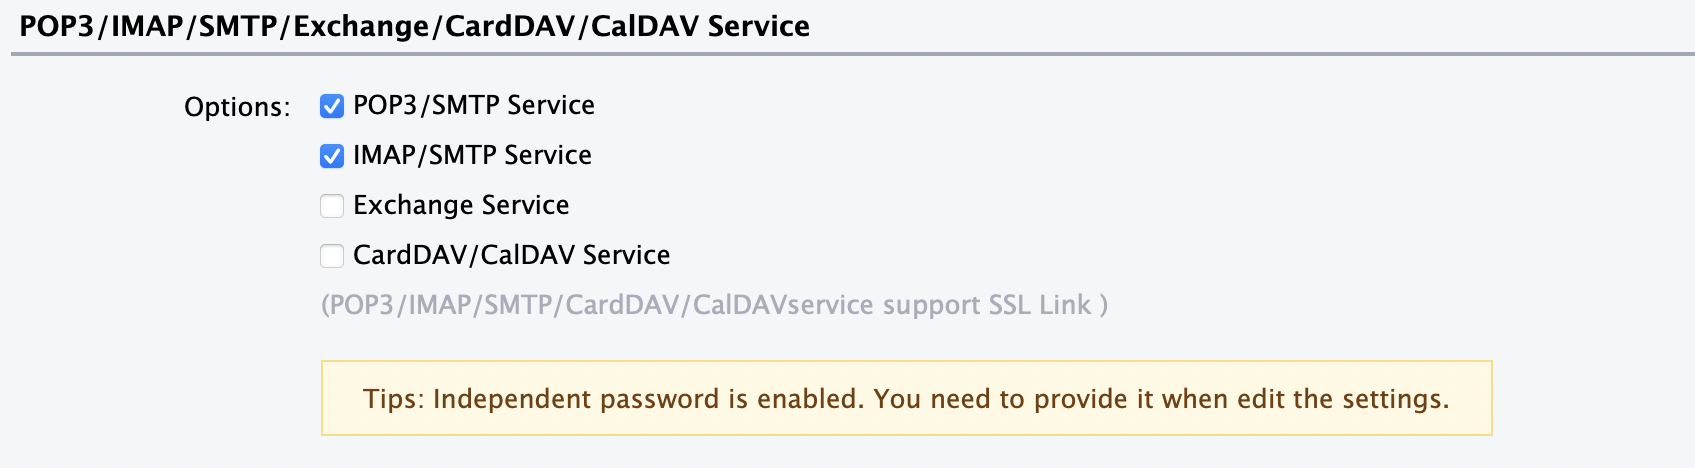 POP3/IMAP/SMTP/Exchange/CardDAV/CalDAV Service
Options:
POP3/SMTP Service
IMAP/SMTP Service
Exchange Service
CardDAV/CalDAV Service
(POP3/IMAP/SMTP/CardDAV/CalDAVservice support SSL Link )
Tips: Independent password is enabled. You need to provide it when edit the settings.